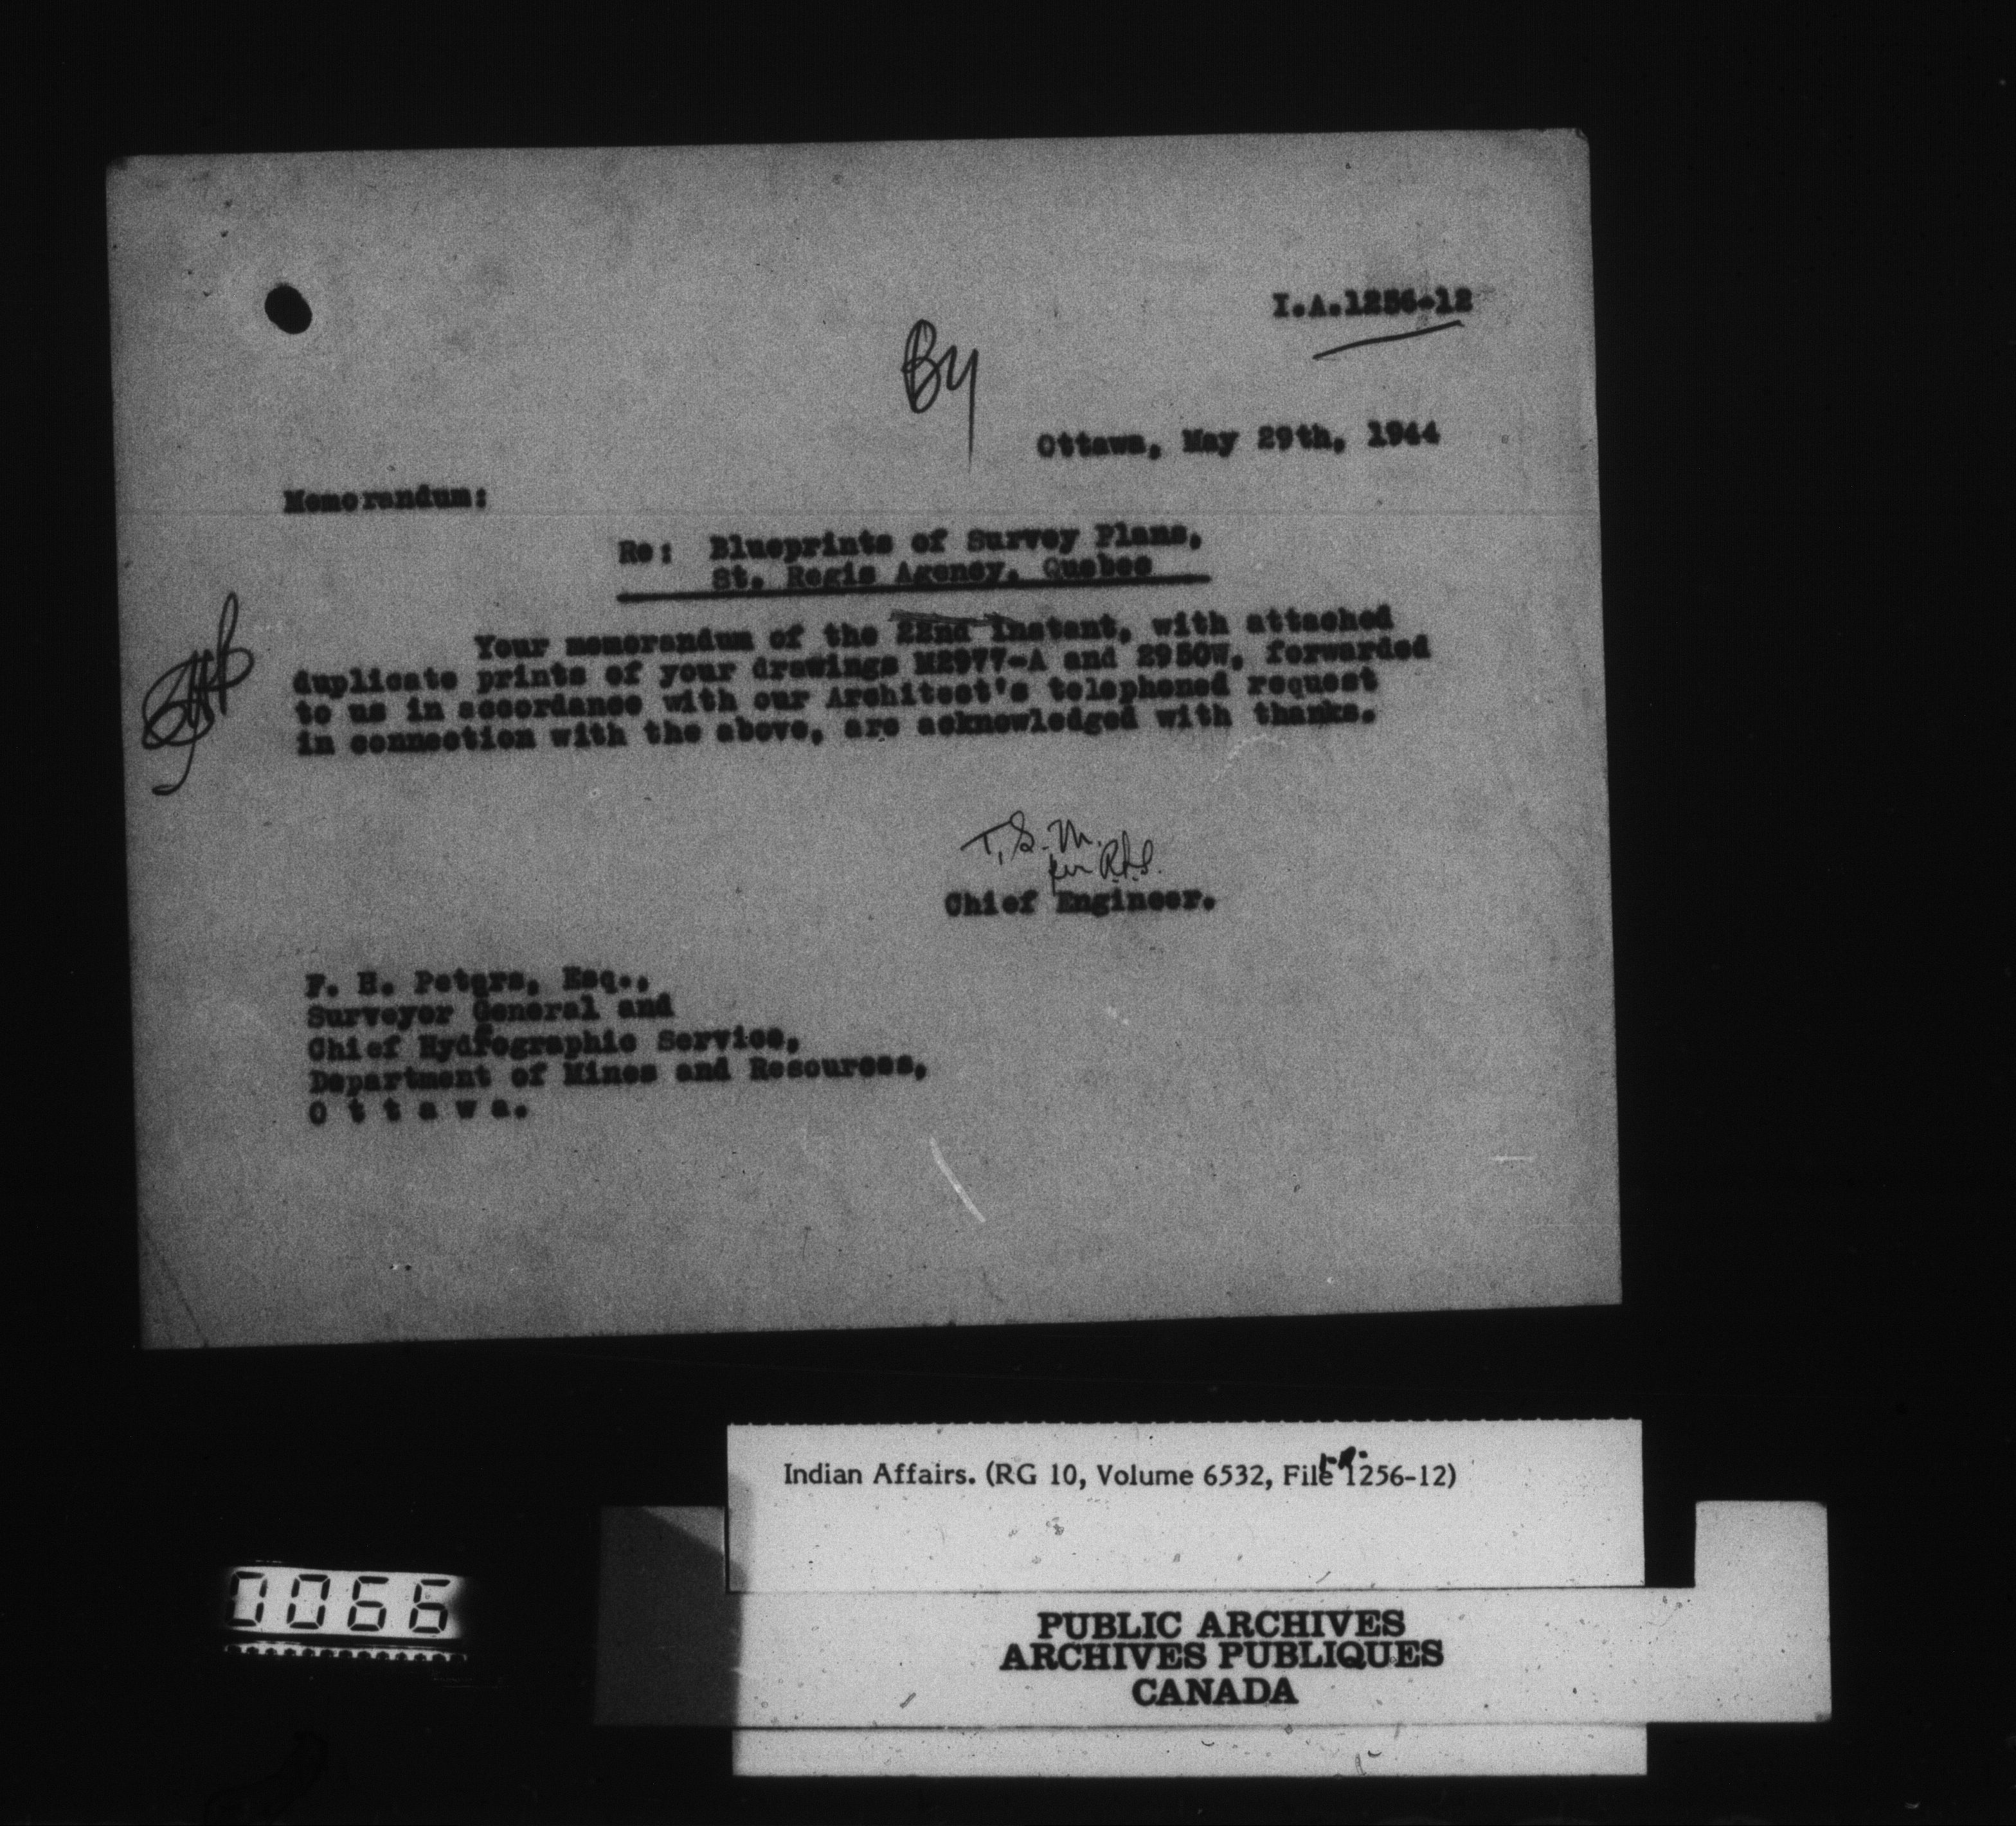 I.A.1256-12
By
Ottawa, May 29th, 1944
Memorandum:
Re: Blueprints of Survey Plans,
St. Regis Agency, Quebec
Your memorandum of the 22nd instant, with attached
duplicate prints of your drawings M2977-A and 2950W, forwarded
to us in accordance with our Architect's telephoned request
in connection with the above, are acknowledged with thanks.
T.S.M.
per R.A.S.
Chief Engineer.
F. H. Peters, Esq.,
Surveyor General and
Chief Hydrographic Service,
Department of Mines and Resources,
O t t a w a.
Indian Affairs. (RG 10, Volume 6532, File 1256-12)
0066
PUBLIC ARCHIVES
ARCHIVES PUBLIQUES
CANADA